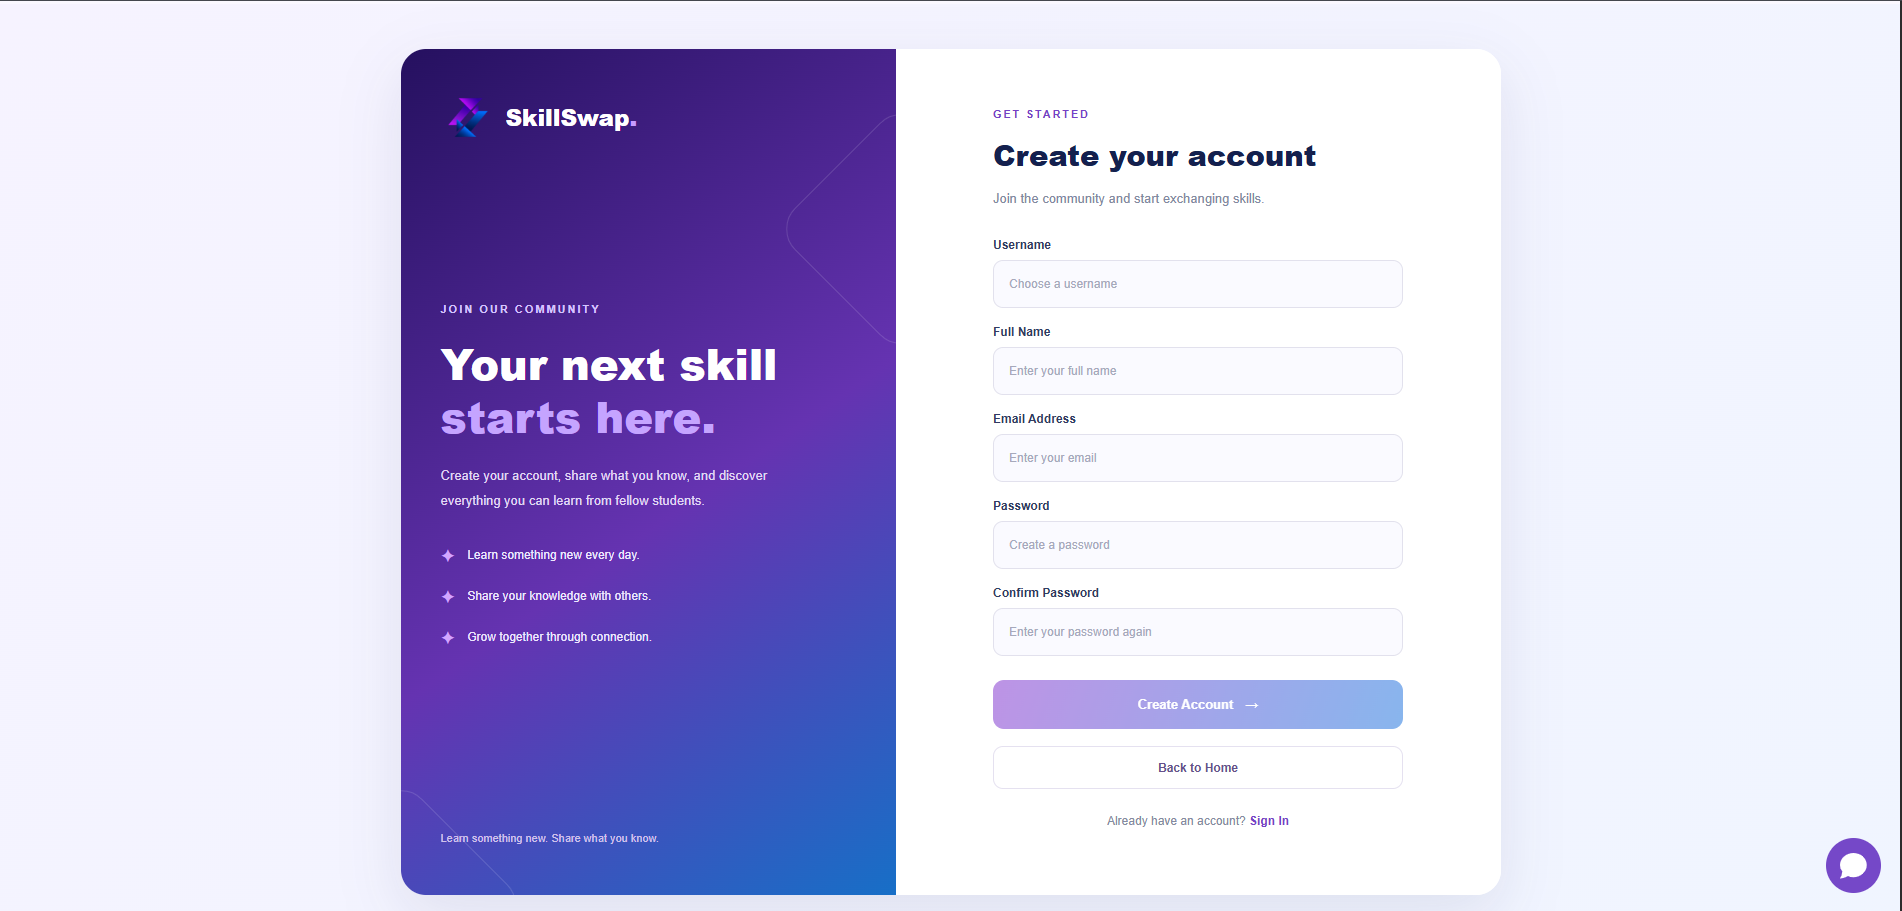 SkillSwap.
JOIN OUR COMMUNITY
Your next skill
starts here.
Create your account, share what you know, and discover
everything you can learn from fellow students.
Learn something new every day.
Share your knowledge with others.
Grow together through connection.
Learn something new. Share what you know.
GET STARTED
Create your account
Join the community and start exchanging skills.
Username
Choose a username
Full Name
Enter your full name
Email Address
Enter your email
Password
Create a password
Confirm Password
Enter your password again
Create Account →
Back to Home
Already have an account? Sign In